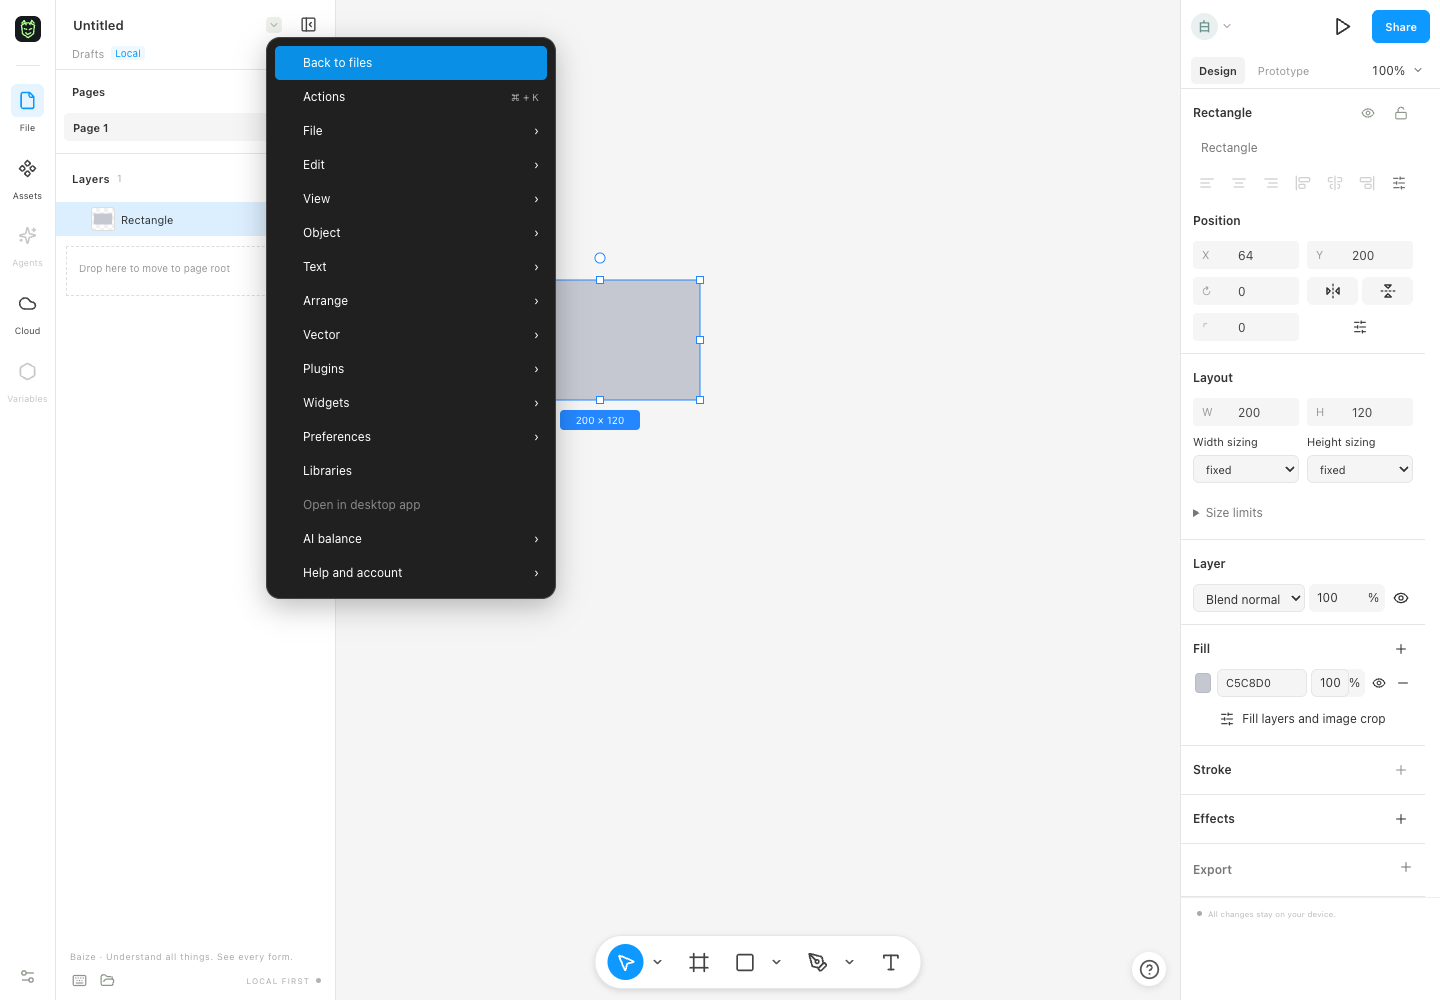 Untitled
Drafts Local
Pages
Page 1
Layers 1
Rectangle
Drop here to move to page root
File
Assets
Agents
Cloud
Variables
Back to files
Actions ⌘ + K
File ›
Edit ›
View ›
Object ›
Text ›
Arrange ›
Vector ›
Plugins ›
Widgets ›
Preferences ›
Libraries
Open in desktop app
AI balance ›
Help and account ›
200 × 120
Baize · Understand all things. See every form.
LOCAL FIRST
白
Share
Design Prototype 100%
Rectangle
Rectangle
Position
X 64 Y 200
0
0
Layout
W 200 H 120
Width sizing Height sizing
fixed fixed
Size limits
Layer
Blend normal 100 %
Fill
C5C8D0 100 %
Fill layers and image crop
Stroke
Effects
Export
All changes stay on your device.